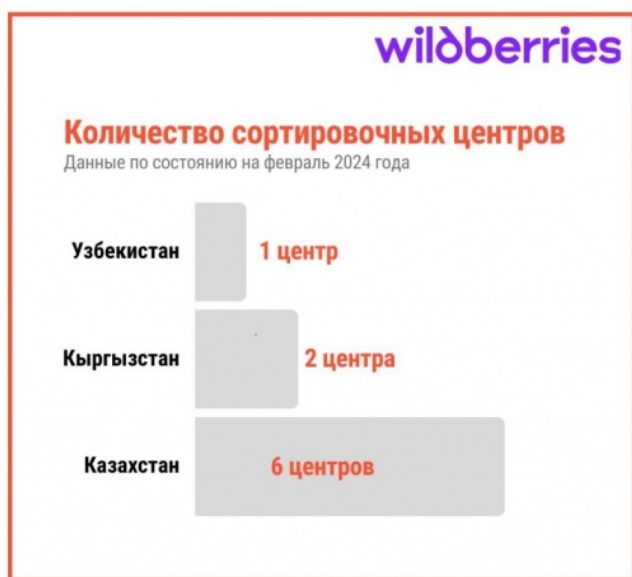 wildberries
Количество сортировочных центров
Данные по состоянию на февраль 2024 года
Узбекистан 1 центр
Кыргызстан 2 центра
Казахстан 6 центров